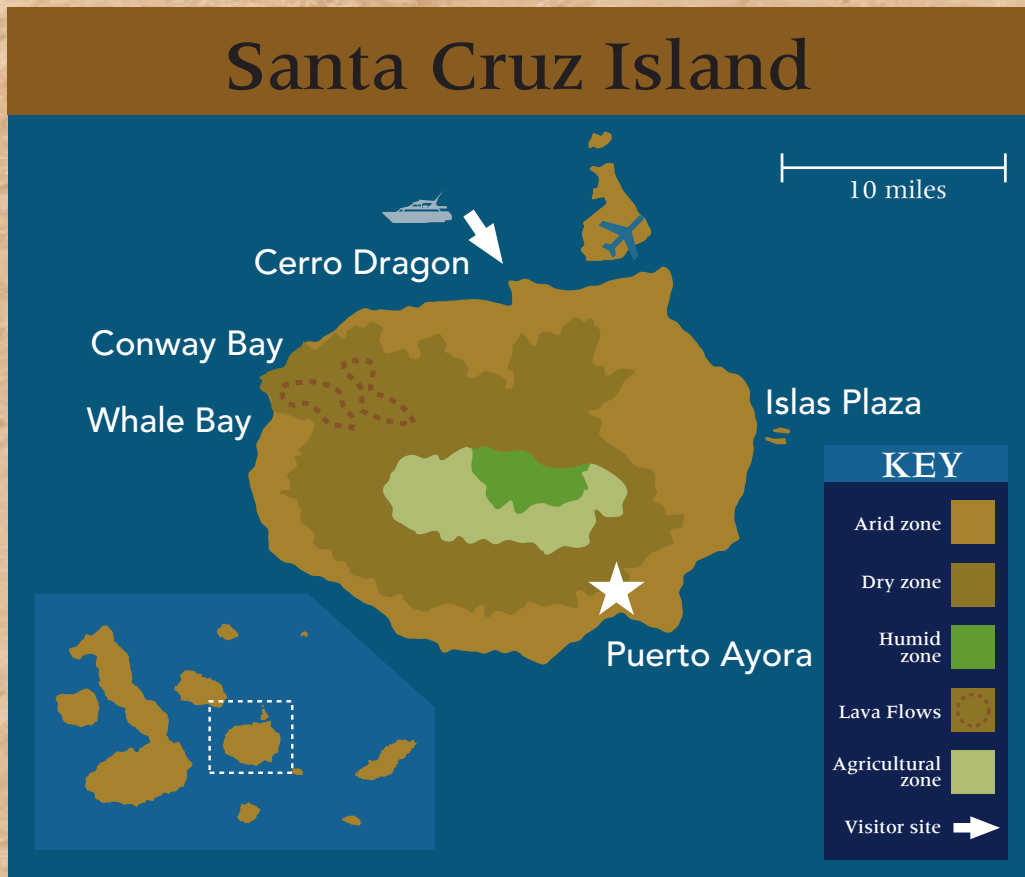 Santa Cruz Island
10 miles
Cerro Dragon
Conway Bay
Whale Bay
Islas Plaza
Puerto Ayora
KEY
Arid zone
Dry zone
Humid
zone
Lava Flows
Agricultural
zone
Visitor site